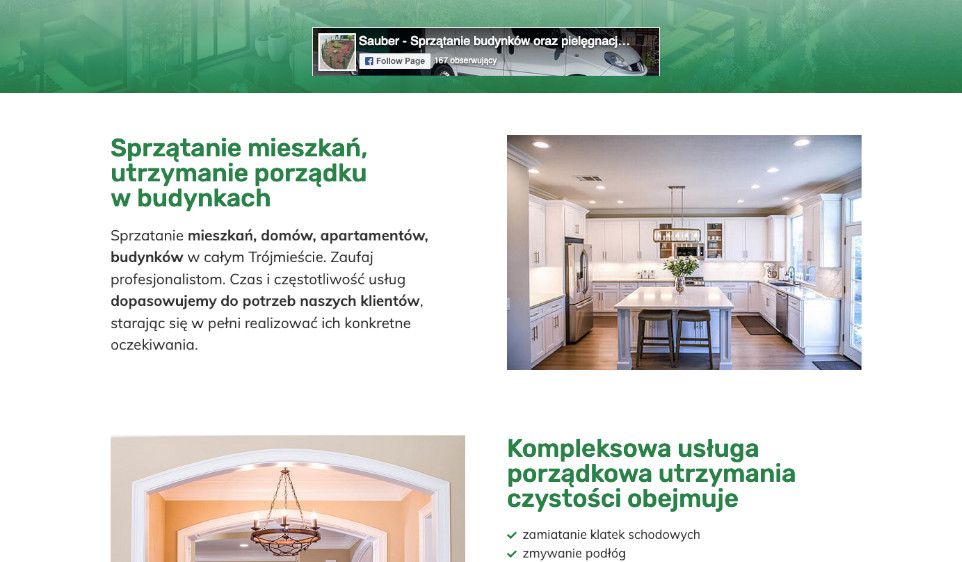 Sauber - Sprzątanie budynków oraz pielęgnacj...
Follow Page
167 obserwujący
Sprzątanie mieszkań,
utrzymanie porządku
w budynkach
Sprzatanie mieszkań, domów, apartamentów,
budynków w całym Trójmieście. Zaufaj
profesjonalistom. Czas i częstotliwość usług
dopasowujemy do potrzeb naszych klientów,
starając się w pełni realizować ich konkretne
oczekiwania.
Kompleksowa usługa
porządkowa utrzymania
czystości obejmuje
zamiatanie klatek schodowych
zmywanie podłóg